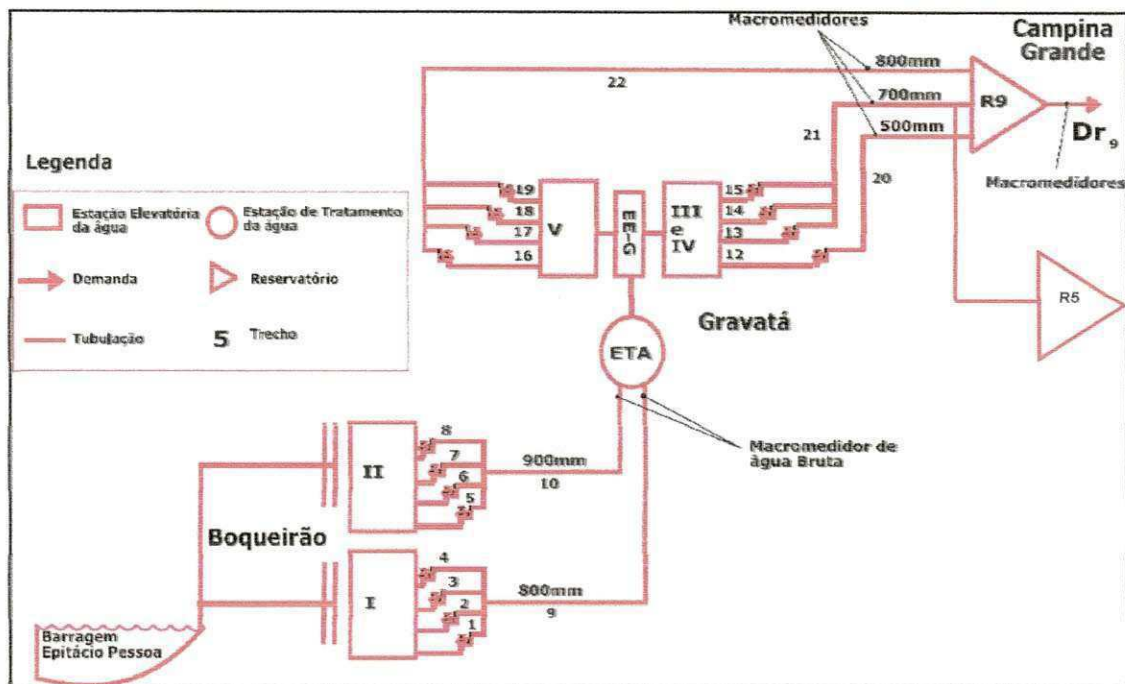 Macromedidores
Campina
Grande
800mm
22
700mm
R9
500mm
21
Dr 9
20
Macromedidores
Legenda
Estação Elevatória
da água
Estação de Tratamento
da água
Demanda
Reservatório
Tubulação
5
Trecho
19
18
17
16
V
EE-G
III
e
IV
15
14
13
12
R5
Gravatá
ETA
Macromedidor de
água Bruta
8
7
6
5
II
900mm
10
Boqueirão
4
3
2
1
I
800mm
9
Barragem
Epitácio Pessoa